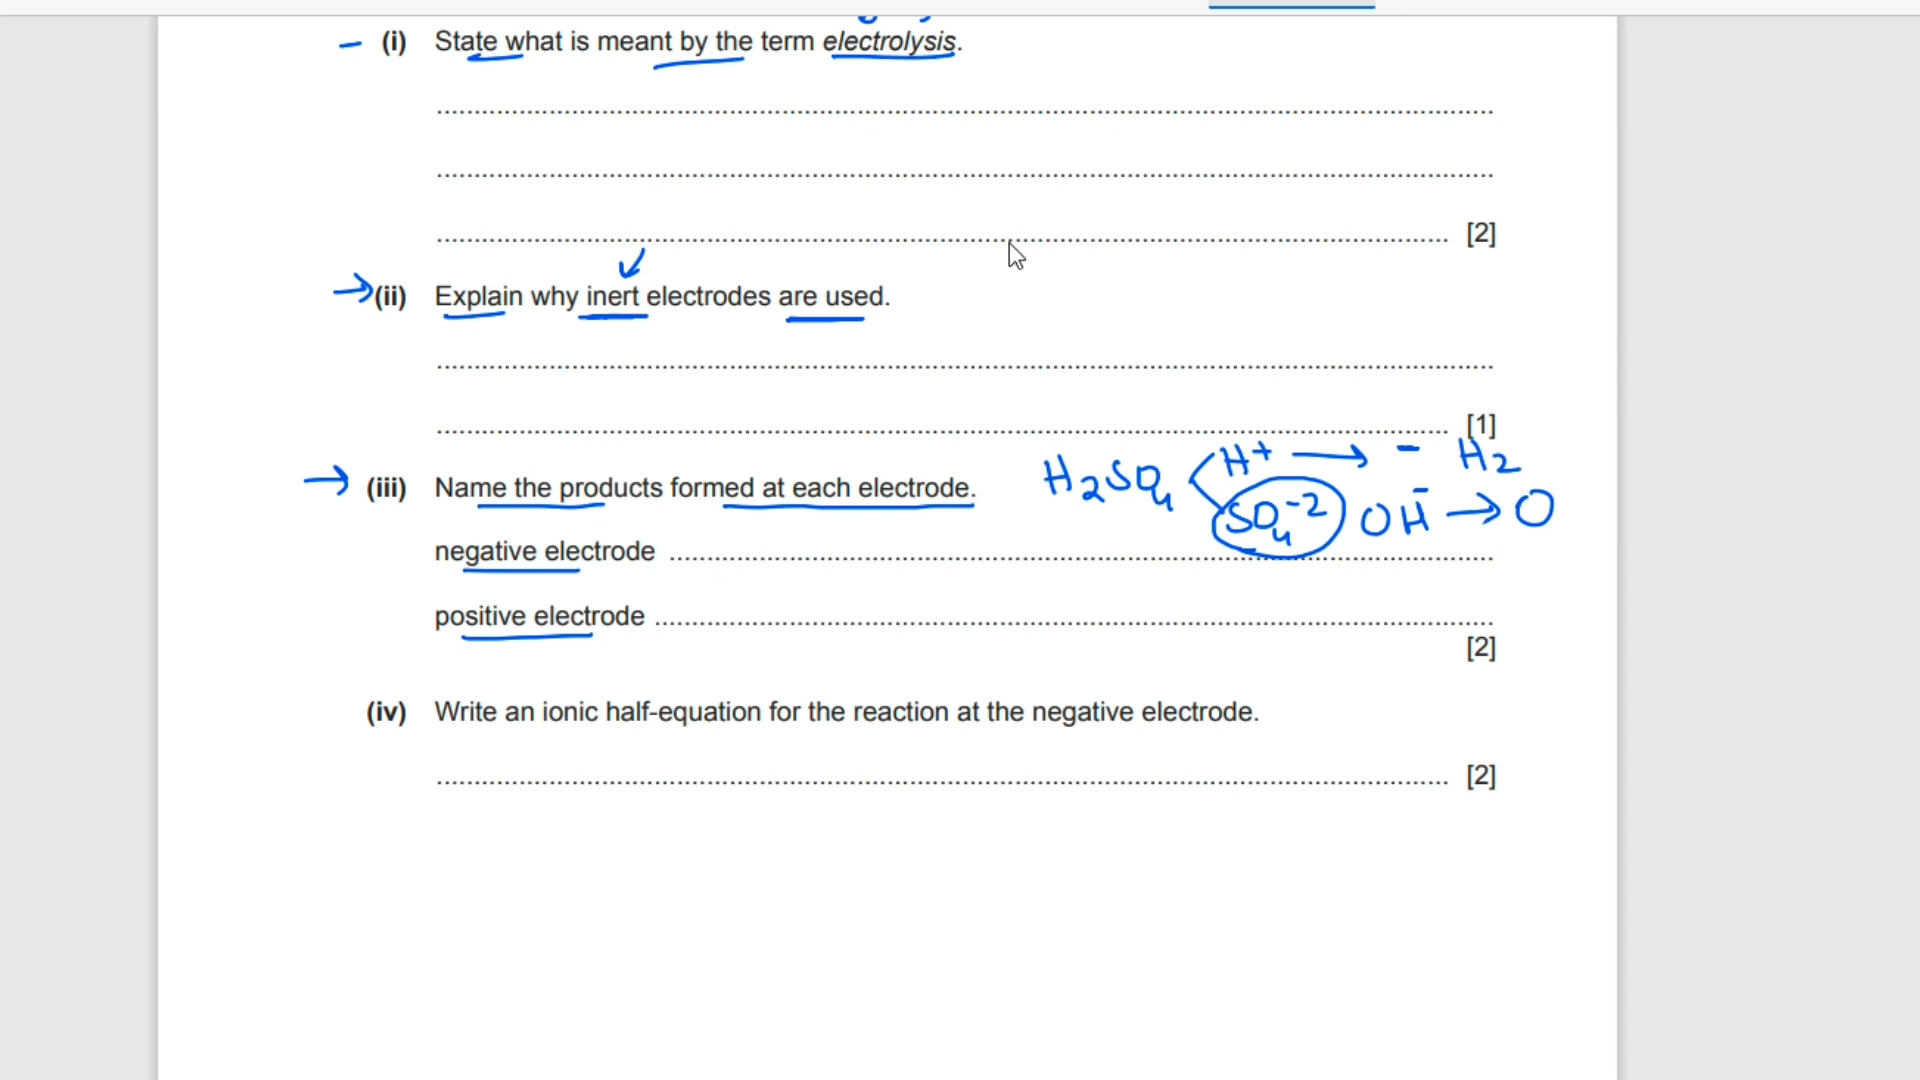 (i) State what is meant by the term electrolysis.
[2]
(ii) Explain why inert electrodes are used.
[1]
(iii) Name the products formed at each electrode.
H₂SO₄ H⁺ → - H₂
SO₄⁻² OH⁻ → O
negative electrode
positive electrode
[2]
(iv) Write an ionic half-equation for the reaction at the negative electrode.
[2]